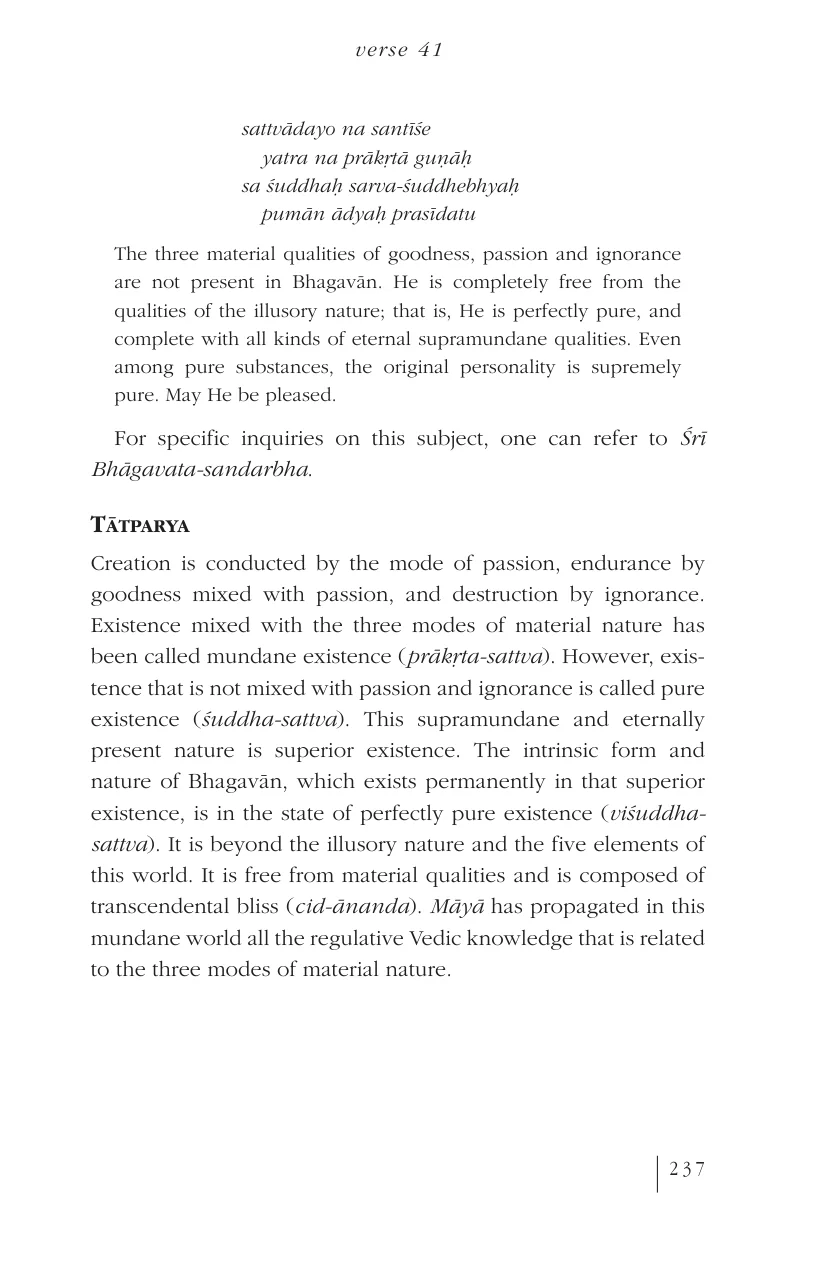 verse 41
sattvādayo na santīśe
yatra na prākṛtā guṇāḥ
sa śuddhaḥ sarva-śuddhebhyaḥ
pumān ādyaḥ prasīdatu
The three material qualities of goodness, passion and ignorance
are not present in Bhagavān. He is completely free from the
qualities of the illusory nature; that is, He is perfectly pure, and
complete with all kinds of eternal supramundane qualities. Even
among pure substances, the original personality is supremely
pure. May He be pleased.
For specific inquiries on this subject, one can refer to Śrī
Bhāgavata-sandarbha.
Tātparya
Creation is conducted by the mode of passion, endurance by
goodness mixed with passion, and destruction by ignorance.
Existence mixed with the three modes of material nature has
been called mundane existence (prākṛta-sattva). However, exis-
tence that is not mixed with passion and ignorance is called pure
existence (śuddha-sattva). This supramundane and eternally
present nature is superior existence. The intrinsic form and
nature of Bhagavān, which exists permanently in that superior
existence, is in the state of perfectly pure existence (viśuddha-
sattva). It is beyond the illusory nature and the five elements of
this world. It is free from material qualities and is composed of
transcendental bliss (cid-ānanda). Māyā has propagated in this
mundane world all the regulative Vedic knowledge that is related
to the three modes of material nature.
237